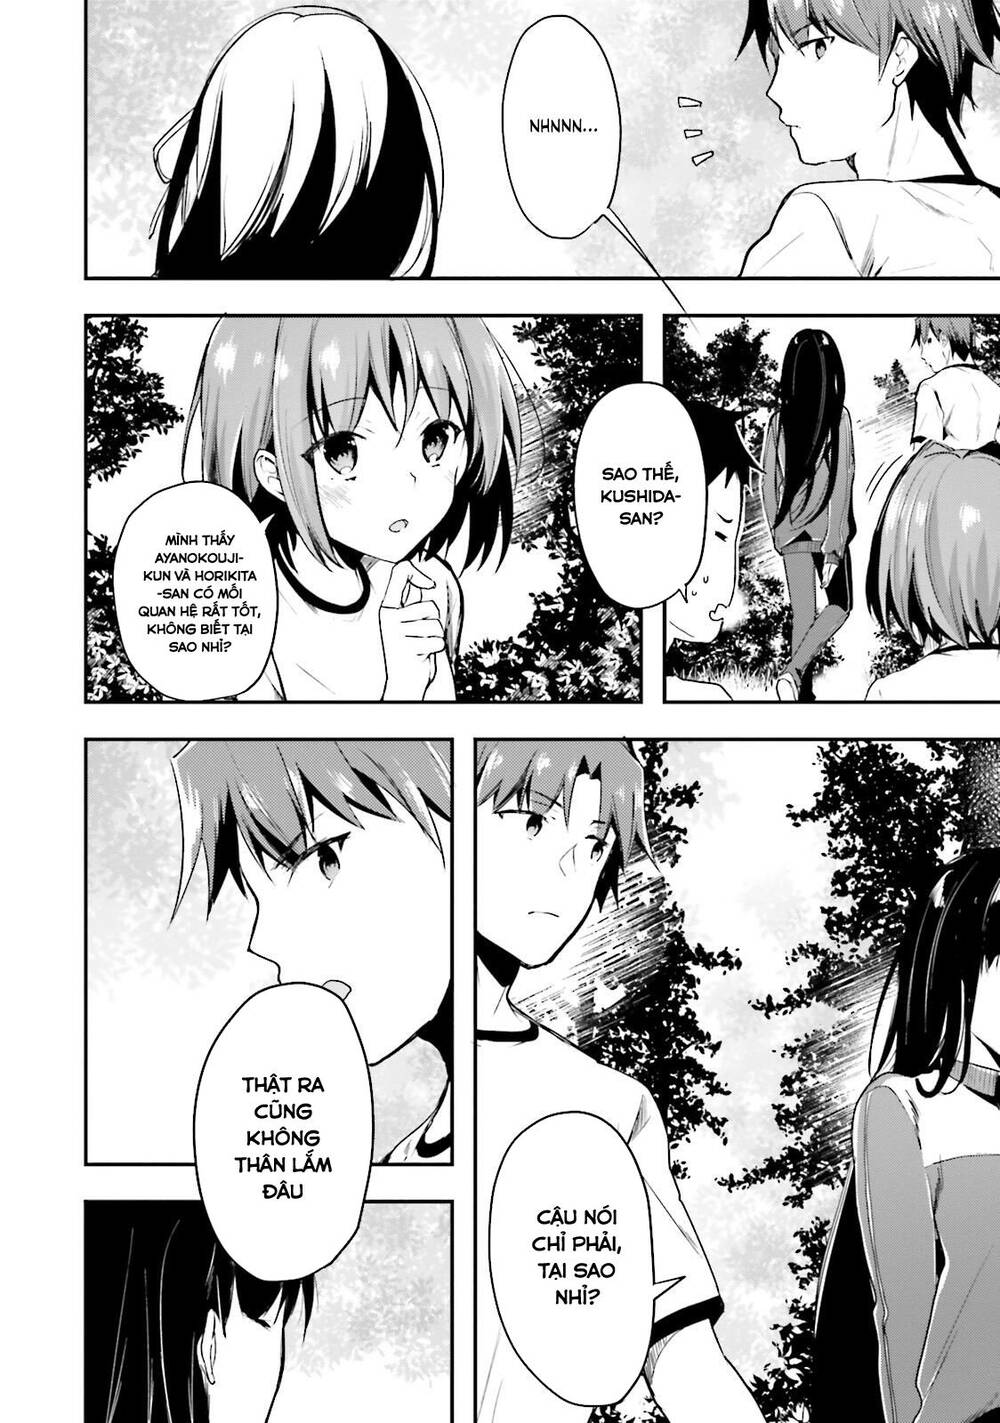 NHNNN...
SAO THẾ,
KUSHIDA-
SAN?
MÌNH THẤY
AYANOKOUJI-
KUN VÀ HORIKITA
-SAN CÓ MỐI
QUAN HỆ RẤT TỐT,
KHÔNG BIẾT TẠI
SAO NHỈ?
CẬU NÓI
CHỈ PHẢI,
TẠI SAO
NHỈ?
THẬT RA
CŨNG
KHÔNG
THÂN LẮM
ĐÂU